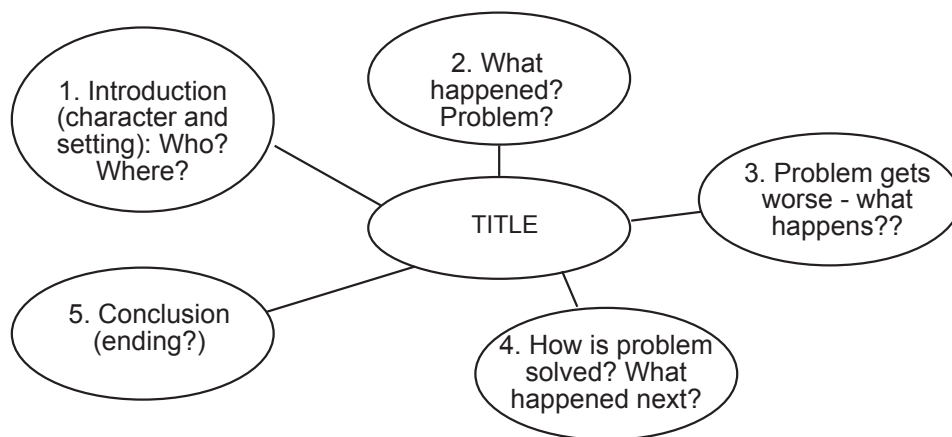 1. Introduction
(character and
setting): Who?
Where?
2. What
happened?
Problem?
3. Problem gets
worse - what
happens??
TITLE
4. How is problem
solved? What
happened next?
5. Conclusion
(ending?)